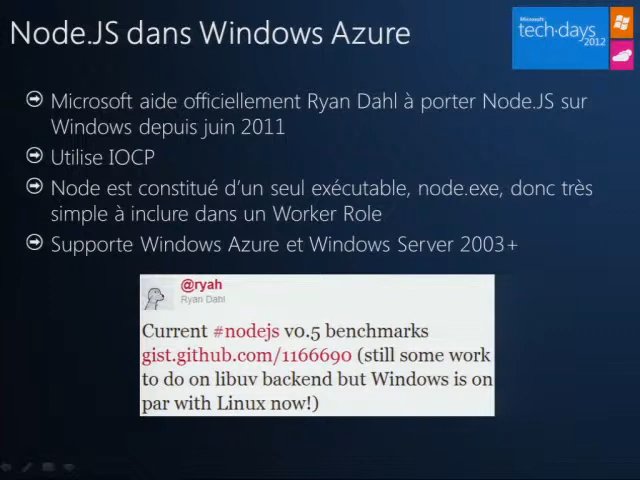 Node.JS dans Windows Azure
Microsoft
tech·days
2012
Microsoft aide officiellement Ryan Dahl à porter Node.JS sur
Windows depuis juin 2011
Utilise IOCP
Node est constitué d'un seul exécutable, node.exe, donc très
simple à inclure dans un Worker Role
Supporte Windows Azure et Windows Server 2003+
@ryah
Ryan Dahl
Current #nodejs v0.5 benchmarks
gist.github.com/1166690 (still some work
to do on libuv backend but Windows is on
par with Linux now!)